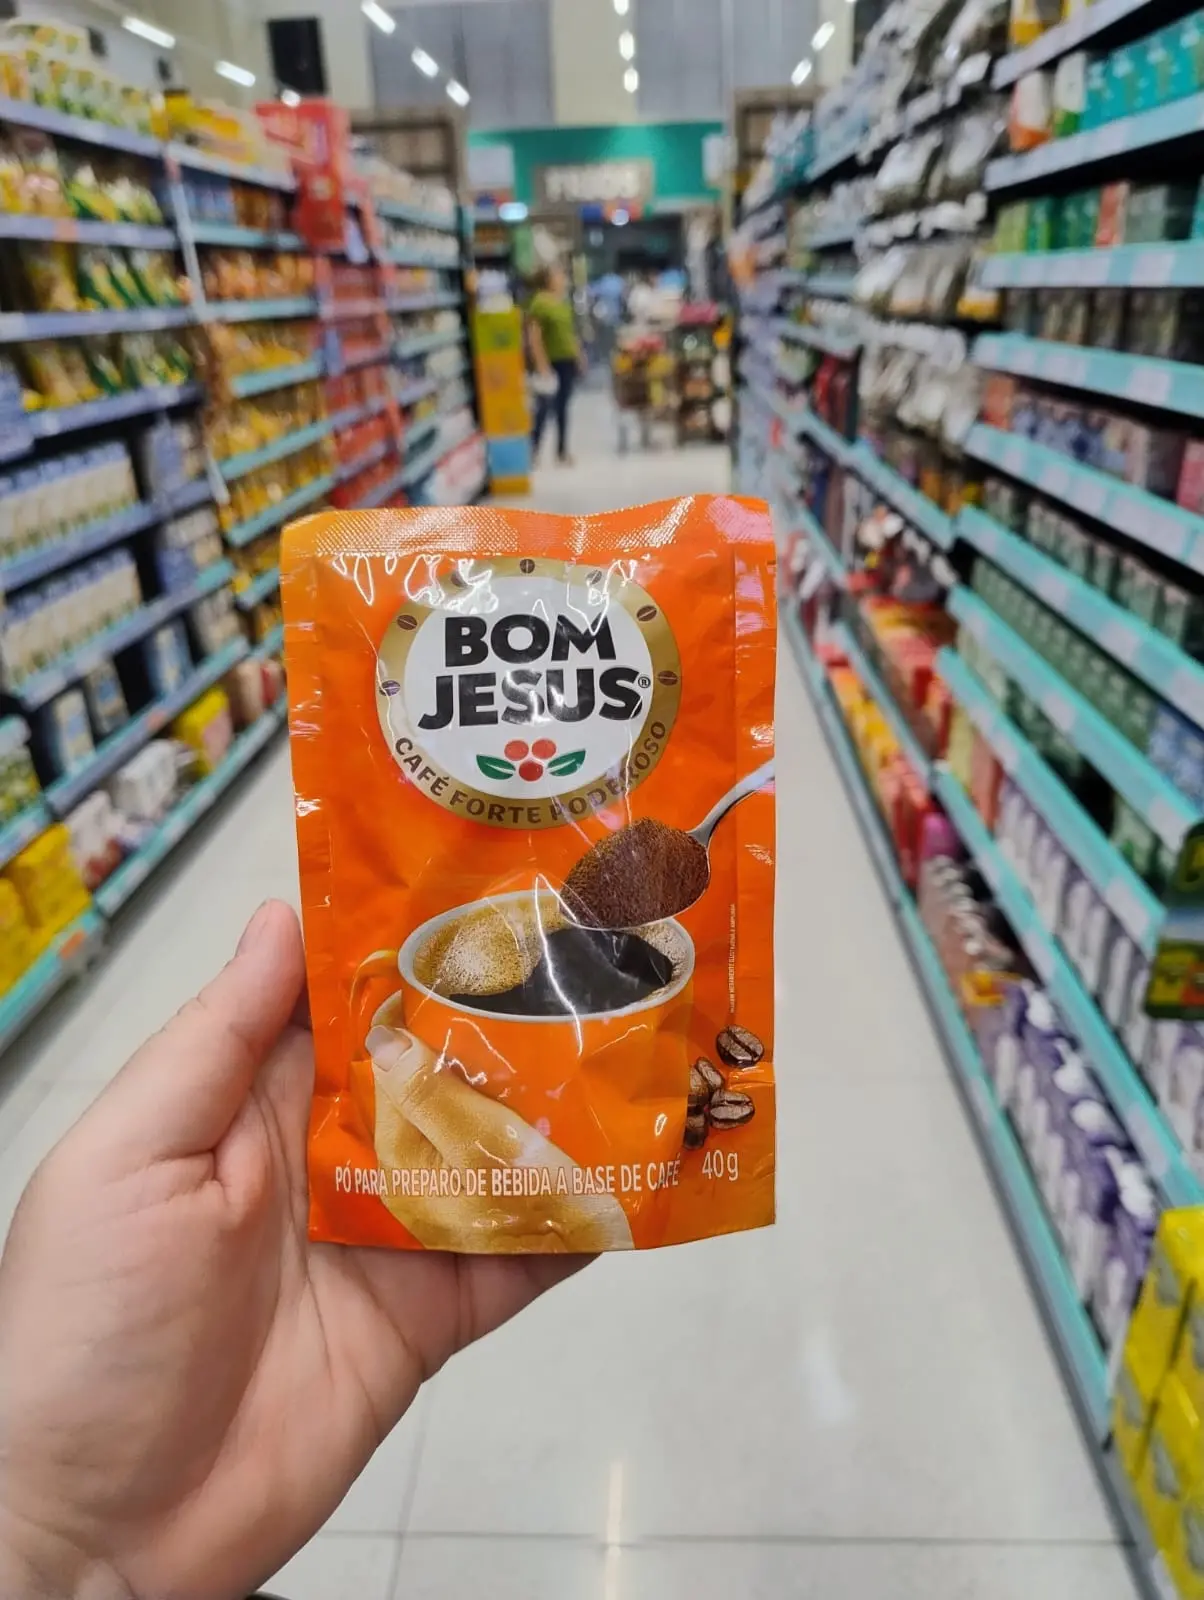 BOM
JESUS®
CAFÉ FORTE PODEROSO
PÓ PARA PREPARO DE BEBIDA A BASE DE CAFÉ 40g